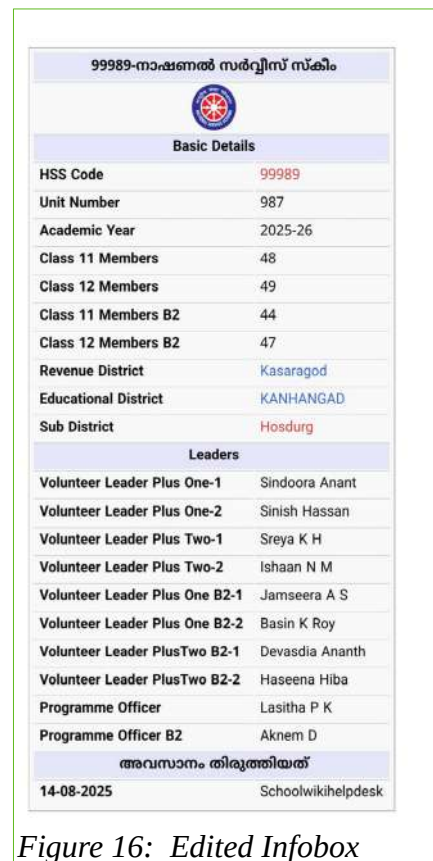 99989-നാഷണൽ സർവ്വീസ് സ്കീം
Basic Details
HSS Code 99989
Unit Number 987
Academic Year 2025-26
Class 11 Members 48
Class 12 Members 49
Class 11 Members B2 44
Class 12 Members B2 47
Revenue District Kasaragod
Educational District KANHANGAD
Sub District Hosdurg
Leaders
Volunteer Leader Plus One-1 Sindoora Anant
Volunteer Leader Plus One-2 Sinish Hassan
Volunteer Leader Plus Two-1 Sreya K H
Volunteer Leader Plus Two-2 Ishaan N M
Volunteer Leader Plus One B2-1 Jamseera A S
Volunteer Leader Plus One B2-2 Basin K Roy
Volunteer Leader PlusTwo B2-1 Devasdia Ananth
Volunteer Leader PlusTwo B2-2 Haseena Hiba
Programme Officer Lasitha P K
Programme Officer B2 Aknem D
അവസാനം തിരുത്തിയത്
14-08-2025 Schoolwikihelpdesk
Figure 16: Edited Infobox